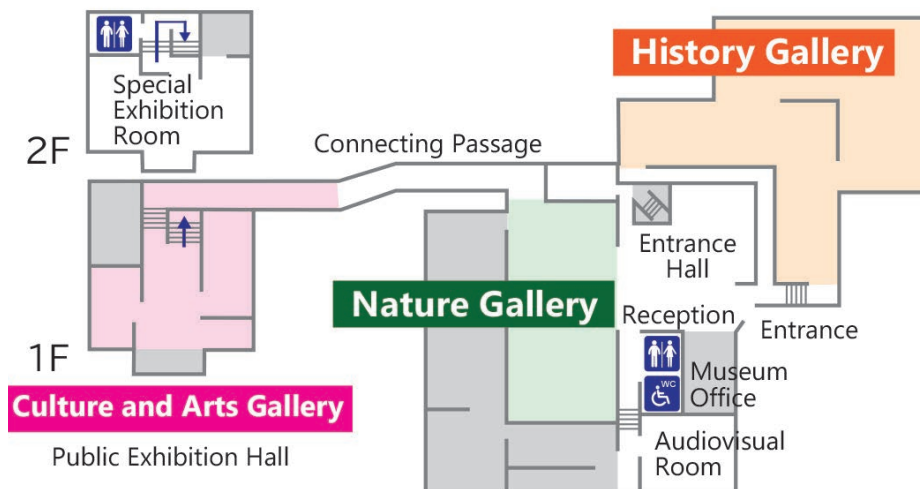 Special
Exhibition
Room
2F
History Gallery
Connecting Passage
Entrance
Hall
Nature Gallery
Reception
Entrance
1F
Culture and Arts Gallery
Public Exhibition Hall
WC
Museum
Office
Audiovisual
Room